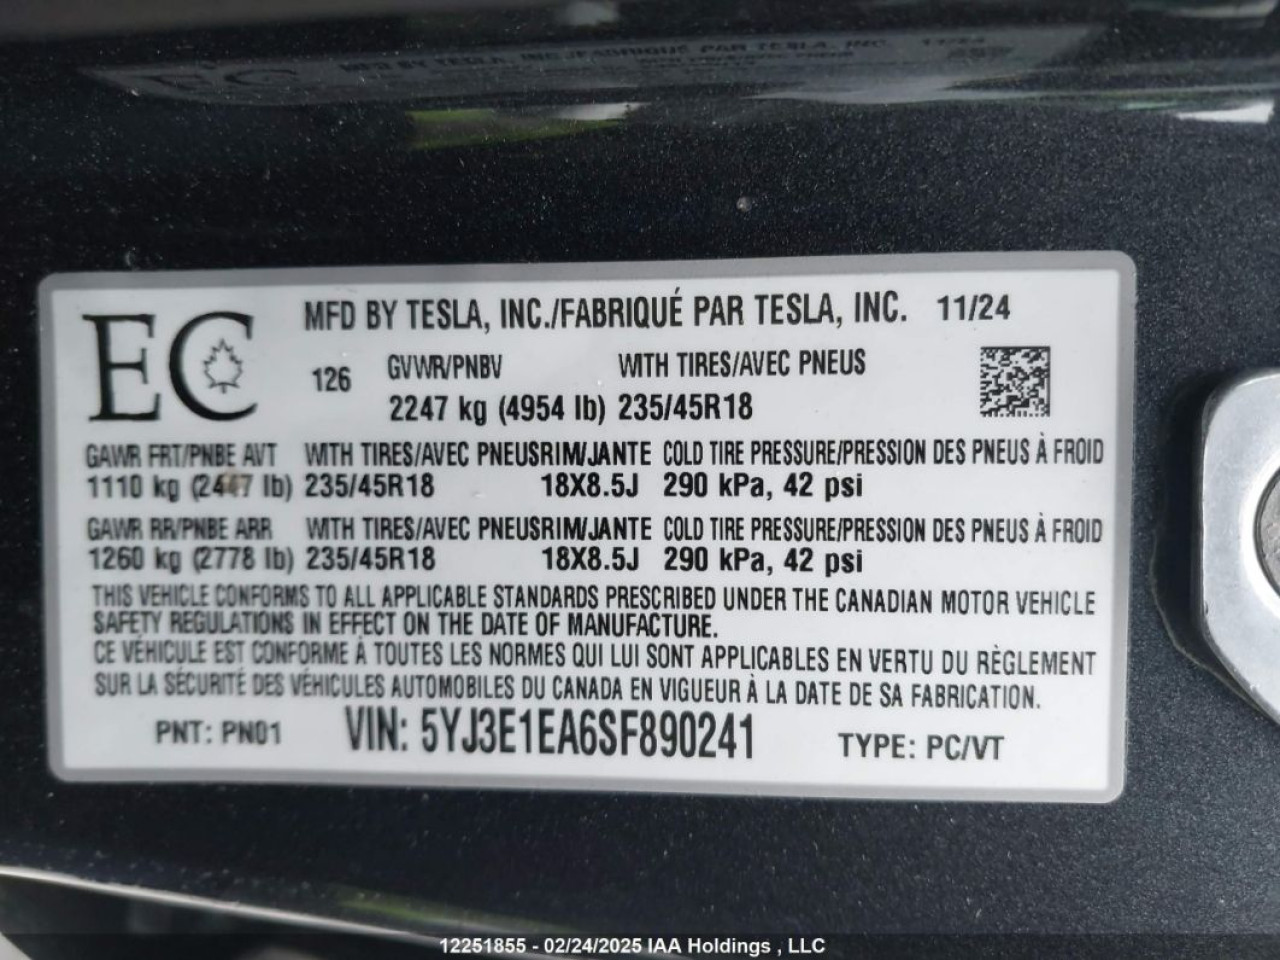 MFD BY TESLA, INC./FABRIQUÉ PAR TESLA, INC. 11/24
EC
126
GVWR/PNBV WITH TIRES/AVEC PNEUS
2247 kg (4954 lb) 235/45R18
GAWR FRT/PNBE AVT WITH TIRES/AVEC PNEUS RIM/JANTE COLD TIRE PRESSURE/PRESSION DES PNEUS À FROID
1110 kg (2447 lb) 235/45R18 18X8.5J 290 kPa, 42 psi
GAWR RR/PNBE ARR WITH TIRES/AVEC PNEUS RIM/JANTE COLD TIRE PRESSURE/PRESSION DES PNEUS À FROID
1260 kg (2778 lb) 235/45R18 18X8.5J 290 kPa, 42 psi
THIS VEHICLE CONFORMS TO ALL APPLICABLE STANDARDS PRESCRIBED UNDER THE CANADIAN MOTOR VEHICLE
SAFETY REGULATIONS IN EFFECT ON THE DATE OF MANUFACTURE.
CE VÉHICULE EST CONFORME À TOUTES LES NORMES QUI LUI SONT APPLICABLES EN VERTU DU RÈGLEMENT
SUR LA SÉCURITÉ DES VÉHICULES AUTOMOBILES DU CANADA EN VIGUEUR À LA DATE DE SA FABRICATION.
PNT: PN01 VIN: 5YJ3E1EA6SF890241 TYPE: PC/VT
12251855 - 02/24/2025 IAA Holdings , LLC